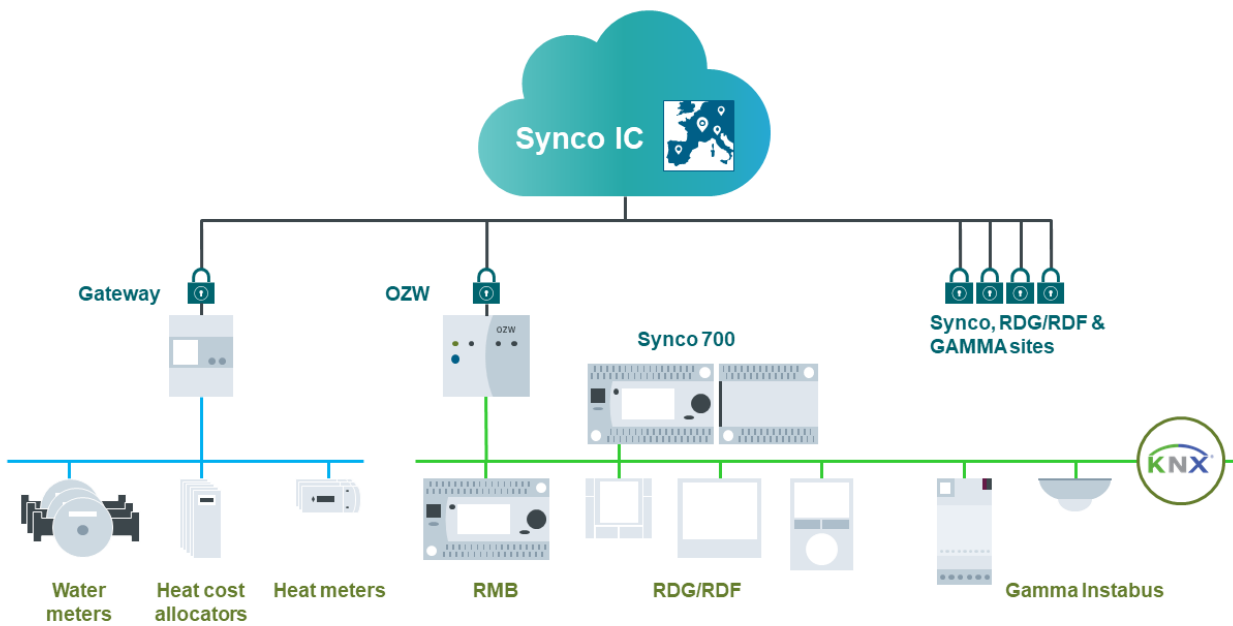 Synco IC
Gateway
OZW
OZW
Synco 700
Synco, RDG/RDF &
GAMMA sites
KNX
Water
meters
Heat cost
allocators
Heat meters
RMB
RDG/RDF
Gamma Instabus